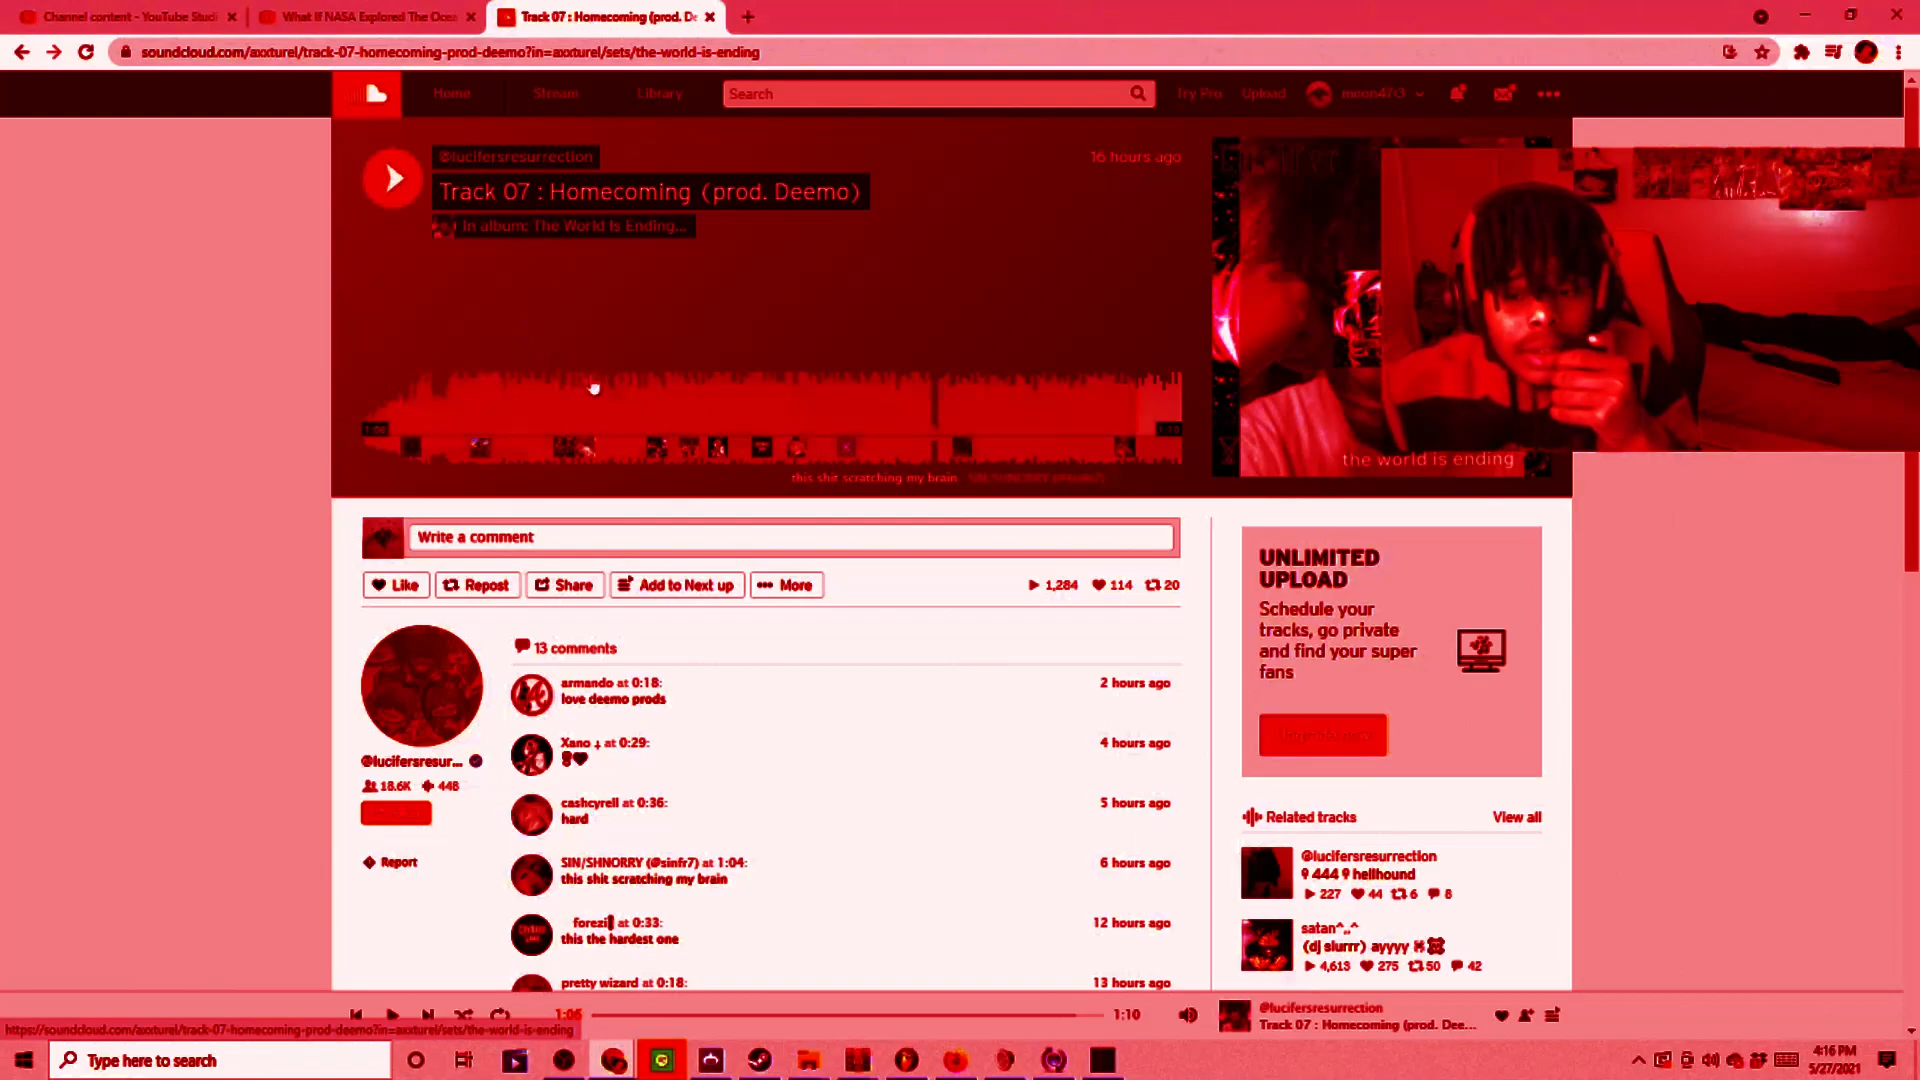 Channel content - YouTube Studi
What If NASA Explored The Ocea
Track 07 : Homecoming (prod. De
soundcloud.com/axxturel/track-07-homecoming-prod-deemo?in=axxturel/sets/the-world-is-ending
Home
Stream
Library
Search
Try Pro
Upload
moon47t3
@lucifersresurrection
16 hours ago
Track 07 : Homecoming (prod. Deemo)
In album: The World Is Ending...
1:06
1:10
this shit scratching my brain
the world is ending
Write a comment
Like
Repost
Share
Add to Next up
More
1,284
114
20
13 comments
armando at 0:18:
love deemo prods
2 hours ago
Xano at 0:29:
4 hours ago
cashcyrell at 0:36:
hard
5 hours ago
SIN/SHNORRY (@sinfr7) at 1:04:
this shit scratching my brain
6 hours ago
forezi at 0:33:
this the hardest one
12 hours ago
pretty wizard at 0:18:
13 hours ago
@lucifersresur...
18.6K
448
Report
UNLIMITED
UPLOAD
Schedule your
tracks, go private
and find your super
fans
Related tracks
View all
@lucifersresurrection
444 hellhound
227
44
6
8
satan^,,^
(dj slurrr) ayyyy
4,613
275
50
42
1:06
1:10
@lucifersresurrection
Track 07 : Homecoming (prod. Dee...
https://soundcloud.com/axxturel/track-07-homecoming-prod-deemo?in=axxturel/sets/the-world-is-ending
Type here to search
4:16 PM
5/27/2021